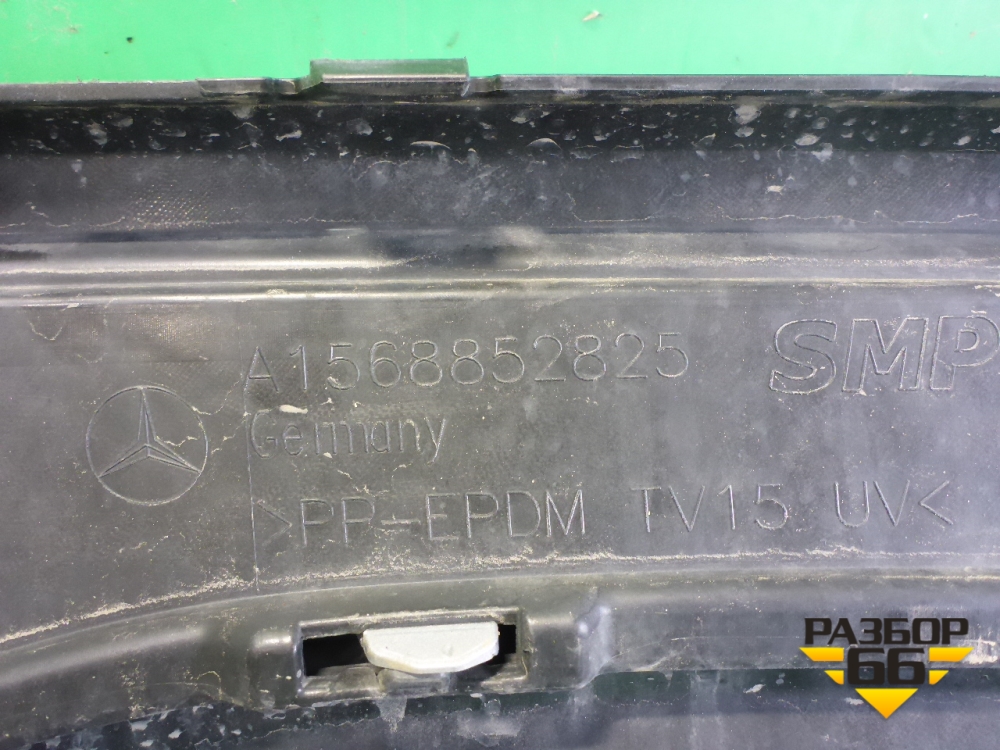 A1568852825
SMP
Germany
>PP-EPDM TV15 UV<
РАЗБОР
66